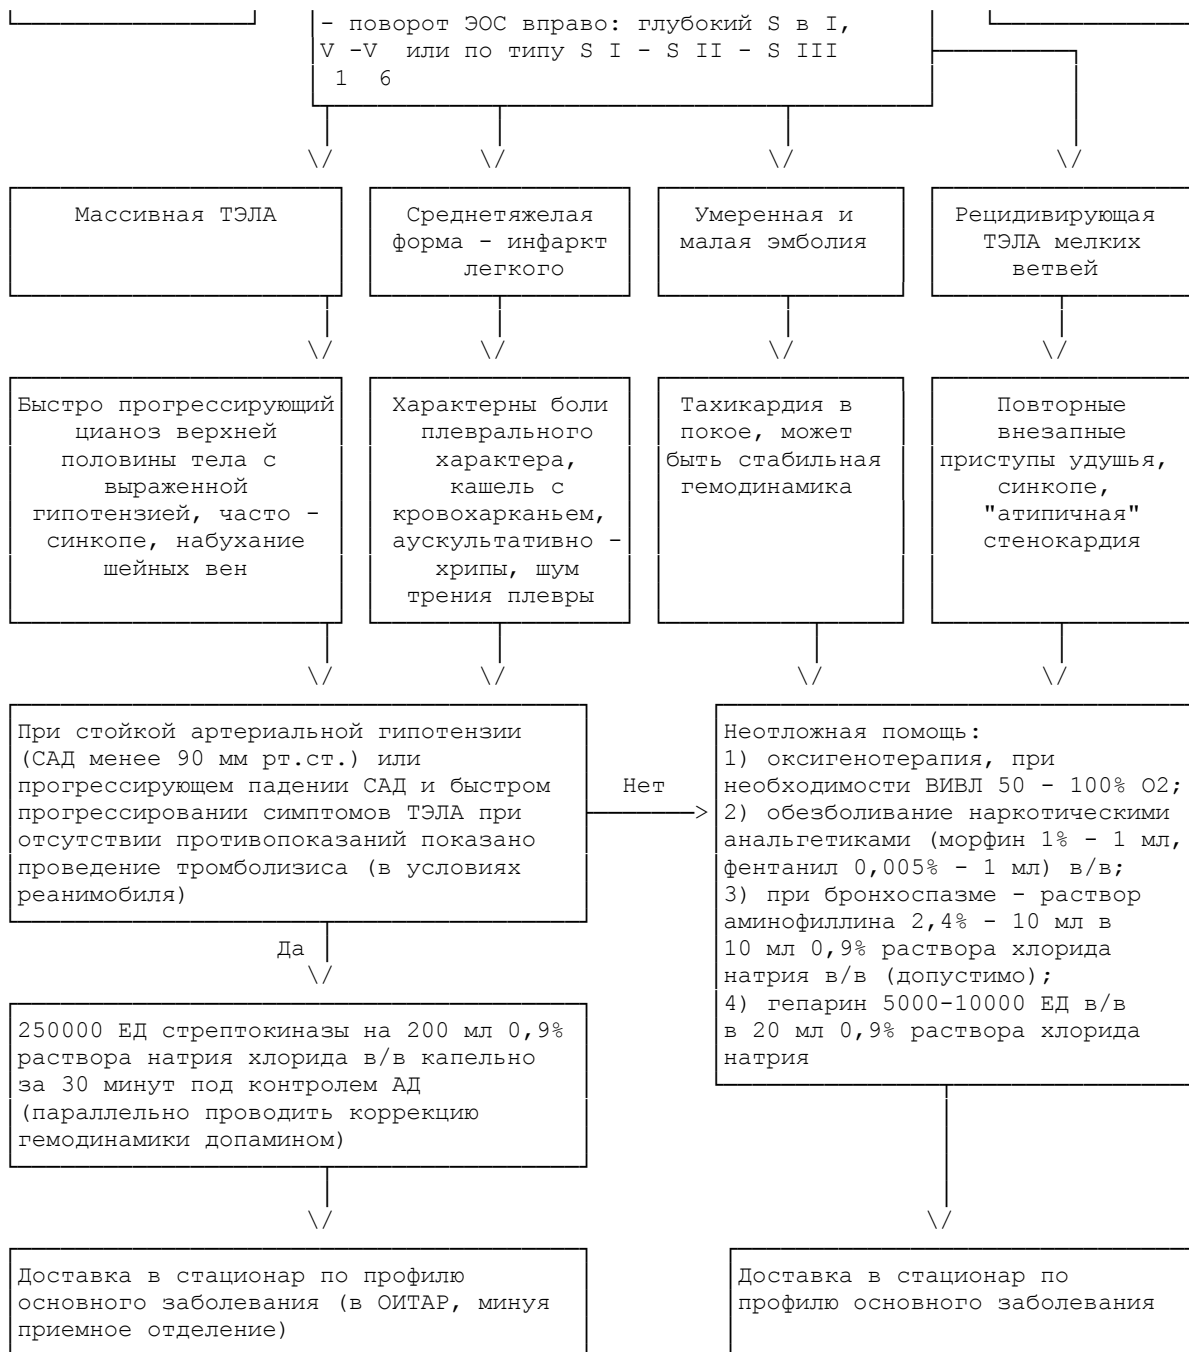 - поворот ЭОС вправо: глубокий S в I,
V -V или по типу S I - S II - S III
1 6
Массивная ТЭЛА
Среднетяжелая
форма - инфаркт
легкого
Умеренная и
малая эмболия
Рецидивирующая
ТЭЛА мелких
ветвей
Быстро прогрессирующий
цианоз верхней
половины тела с
выраженной
гипотензией, часто -
синкопе, набухание
шейных вен
Характерны боли
плеврального
характера,
кашель с
кровохарканьем,
аускультативно -
хрипы, шум
трения плевры
Тахикардия в
покое, может
быть стабильная
гемодинамика
Повторные
внезапные
приступы удушья,
синкопе,
"атипичная"
стенокардия
При стойкой артериальной гипотензии
(САД менее 90 мм рт.ст.) или
прогрессирующем падении САД и быстром
прогрессировании симптомов ТЭЛА при
отсутствии противопоказаний показано
проведение тромболизиса (в условиях
реанимобиля)
Нет
Неотложная помощь:
1) оксигенотерапия, при
необходимости ВИВЛ 50 - 100% О2;
2) обезболивание наркотическими
анальгетиками (морфин 1% - 1 мл,
фентанил 0,005% - 1 мл) в/в;
3) при бронхоспазме - раствор
аминофиллина 2,4% - 10 мл в
10 мл 0,9% раствора хлорида
натрия в/в (допустимо);
4) гепарин 5000-10000 ЕД в/в
в 20 мл 0,9% раствора хлорида
натрия
Да
250000 ЕД стрептокиназы на 200 мл 0,9%
раствора натрия хлорида в/в капельно
за 30 минут под контролем АД
(параллельно проводить коррекцию
гемодинамики допамином)
Доставка в стационар по профилю
основного заболевания (в ОИТАР, минуя
приемное отделение)
Доставка в стационар по
профилю основного заболевания